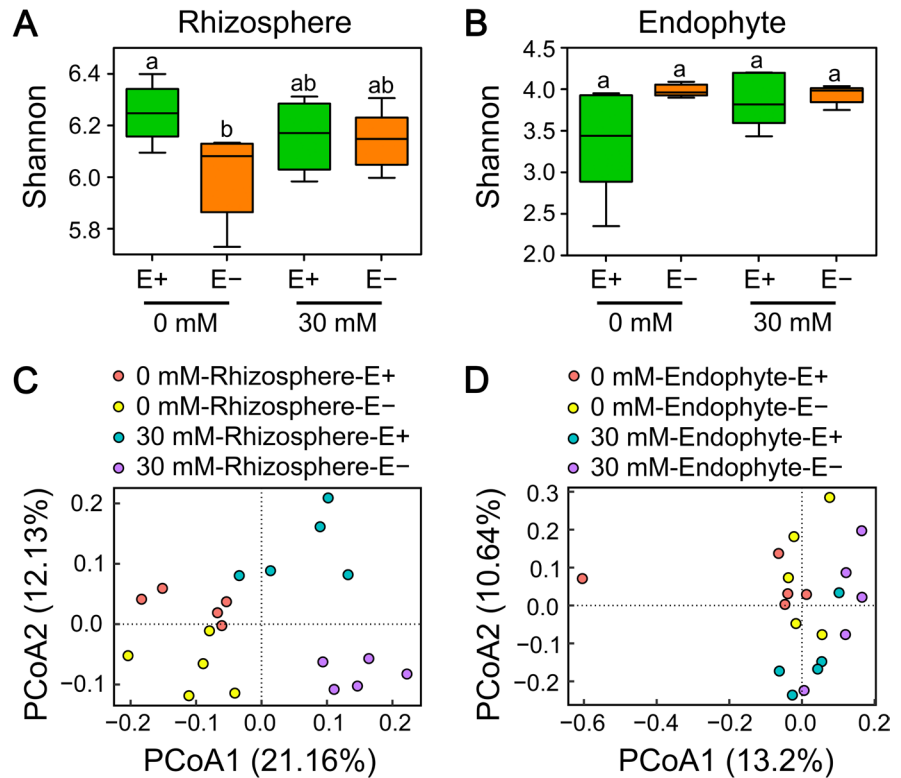 A Rhizosphere
Shannon
6.4
6.2
6.0
5.8
a
b
ab
ab
E+ E− E+ E−
0 mM 30 mM
B Endophyte
Shannon
4.5
4.0
3.5
3.0
2.5
2.0
a
a
a
a
E+ E− E+ E−
0 mM 30 mM
C
0 mM-Rhizosphere-E+
0 mM-Rhizosphere-E−
30 mM-Rhizosphere-E+
30 mM-Rhizosphere-E−
PCoA2 (12.13%)
0.2
0.1
0.0
−0.1
−0.2 −0.1 0.0 0.1 0.2
PCoA1 (21.16%)
D
0 mM-Endophyte-E+
0 mM-Endophyte-E−
30 mM-Endophyte-E+
30 mM-Endophyte-E−
PCoA2 (10.64%)
0.3
0.2
0.1
0.0
−0.1
−0.2
−0.6 −0.4 −0.2 −0.0 0.2
PCoA1 (13.2%)